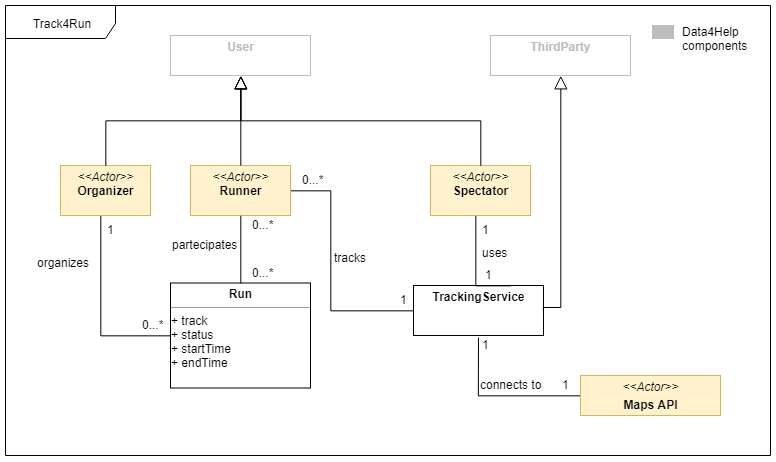 Track4Run
User
ThirdParty
Data4Help
components
<<Actor>>
Organizer
<<Actor>>
Runner
0...*
<<Actor>>
Spectator
1
0...*
1
organizes
partecipates
tracks
uses
0...*
1
Run
1
TrackingService
0...*
+ track
+ status
+ startTime
+ endTime
1
connects to
1
<<Actor>>
Maps API